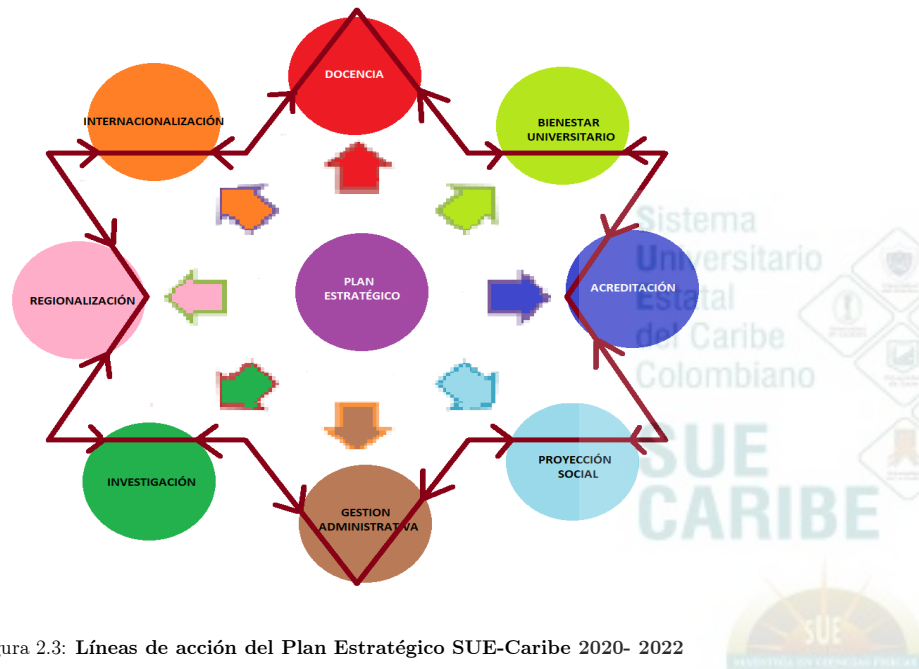 DOCENCIA
INTERNACIONALIZACIÓN
BIENESTAR
UNIVERSITARIO
Sistema
Universitario
Estatal
del Caribe
Colombiano
PLAN
ESTRATÉGICO
ACREDITACIÓN
REGIONALIZACIÓN
SUE
CARIBE
PROYECCIÓN
SOCIAL
INVESTIGACIÓN
GESTION
ADMINISTRATIVA
SUE
gura 2.3: Líneas de acción del Plan Estratégico SUE-Caribe 2020- 2022